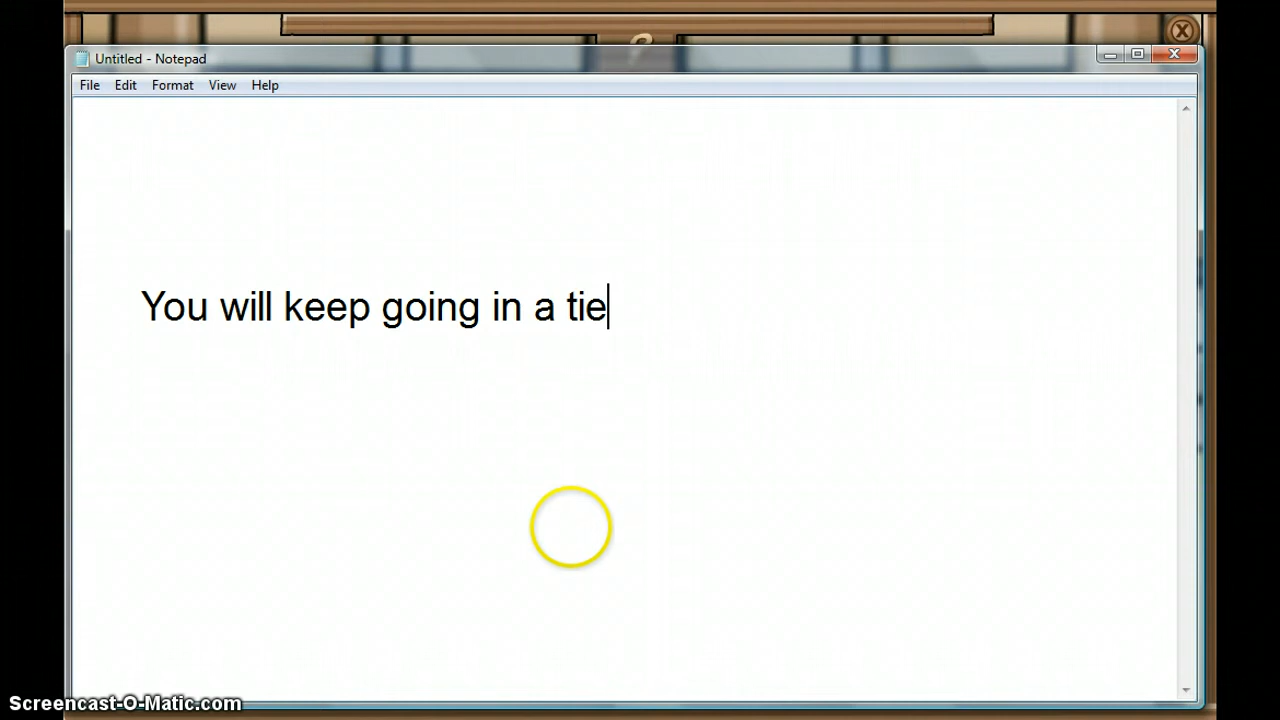 ?
Untitled - Notepad
File Edit Format View Help
You will keep going in a tie
Screencast-O-Matic.com